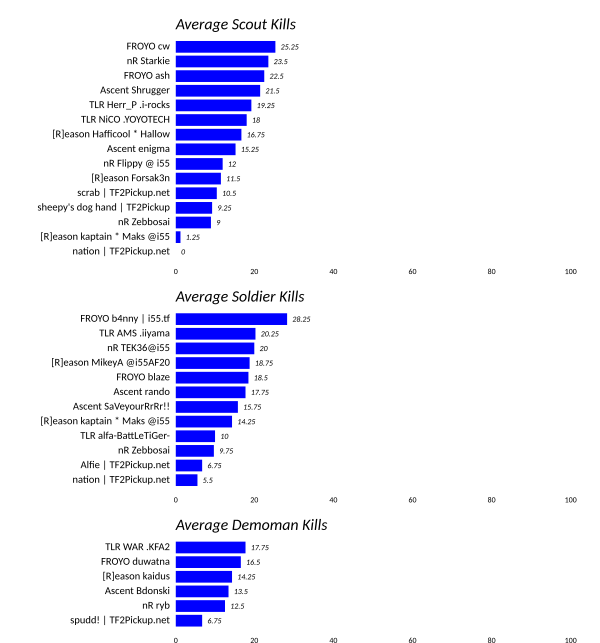 Average Scout Kills
FROYO cw 25.25
nR Starkie 23.5
FROYO ash 22.5
Ascent Shrugger 21.5
TLR Herr_P .i-rocks 19.25
TLR NiCO .YOYOTECH 18
[R]eason Hafficool * Hallow 16.75
Ascent enigma 15.25
nR Flippy @ i55 12
[R]eason Forsak3n 11.5
scrab | TF2Pickup.net 10.5
sheepy's dog hand | TF2Pickup 9.25
nR Zebbosai 9
[R]eason kaptain * Maks @i55 1.25
nation | TF2Pickup.net 0
0 20 40 60 80 100
Average Soldier Kills
FROYO b4nny | i55.tf 28.25
TLR AMS .iiyama 20.25
nR TEK36@i55 20
[R]eason MikeyA @i55AF20 18.75
FROYO blaze 18.5
Ascent rando 17.75
Ascent SaVeyourRrRr!! 15.75
[R]eason kaptain * Maks @i55 14.25
TLR alfa-BattLeTiGer- 10
nR Zebbosai 9.75
Alfie | TF2Pickup.net 6.75
nation | TF2Pickup.net 5.5
0 20 40 60 80 100
Average Demoman Kills
TLR WAR .KFA2 17.75
FROYO duwatna 16.5
[R]eason kaidus 14.25
Ascent Bdonski 13.5
nR ryb 12.5
spudd! | TF2Pickup.net 6.75
0 20 40 60 80 100